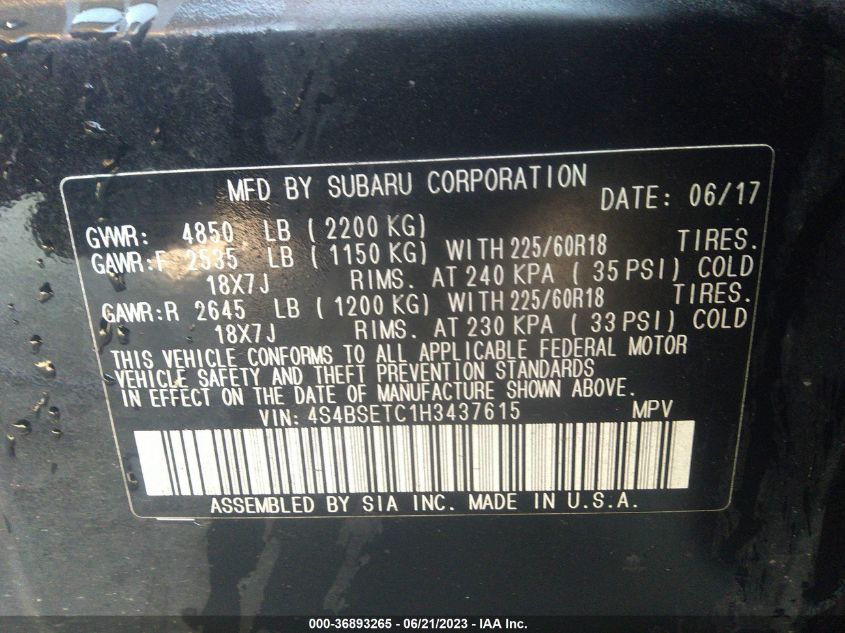 MFD BY SUBARU CORPORATION DATE: 06/17
GVWR: 4850 LB ( 2200 KG)
GAWR:F 2535 LB ( 1150 KG) WITH 225/60R18 TIRES.
18X7J RIMS. AT 240 KPA ( 35 PSI) COLD
GAWR:R 2645 LB ( 1200 KG) WITH 225/60R18 TIRES.
18X7J RIMS. AT 230 KPA ( 33 PSI) COLD
THIS VEHICLE CONFORMS TO ALL APPLICABLE FEDERAL MOTOR
VEHICLE SAFETY AND THEFT PREVENTION STANDARDS
IN EFFECT ON THE DATE OF MANUFACTURE SHOWN ABOVE.
VIN: 4S4BSETC1H3437615 MPV
ASSEMBLED BY SIA INC. MADE IN U.S.A.
000-36893265 - 06/21/2023 - IAA Inc.